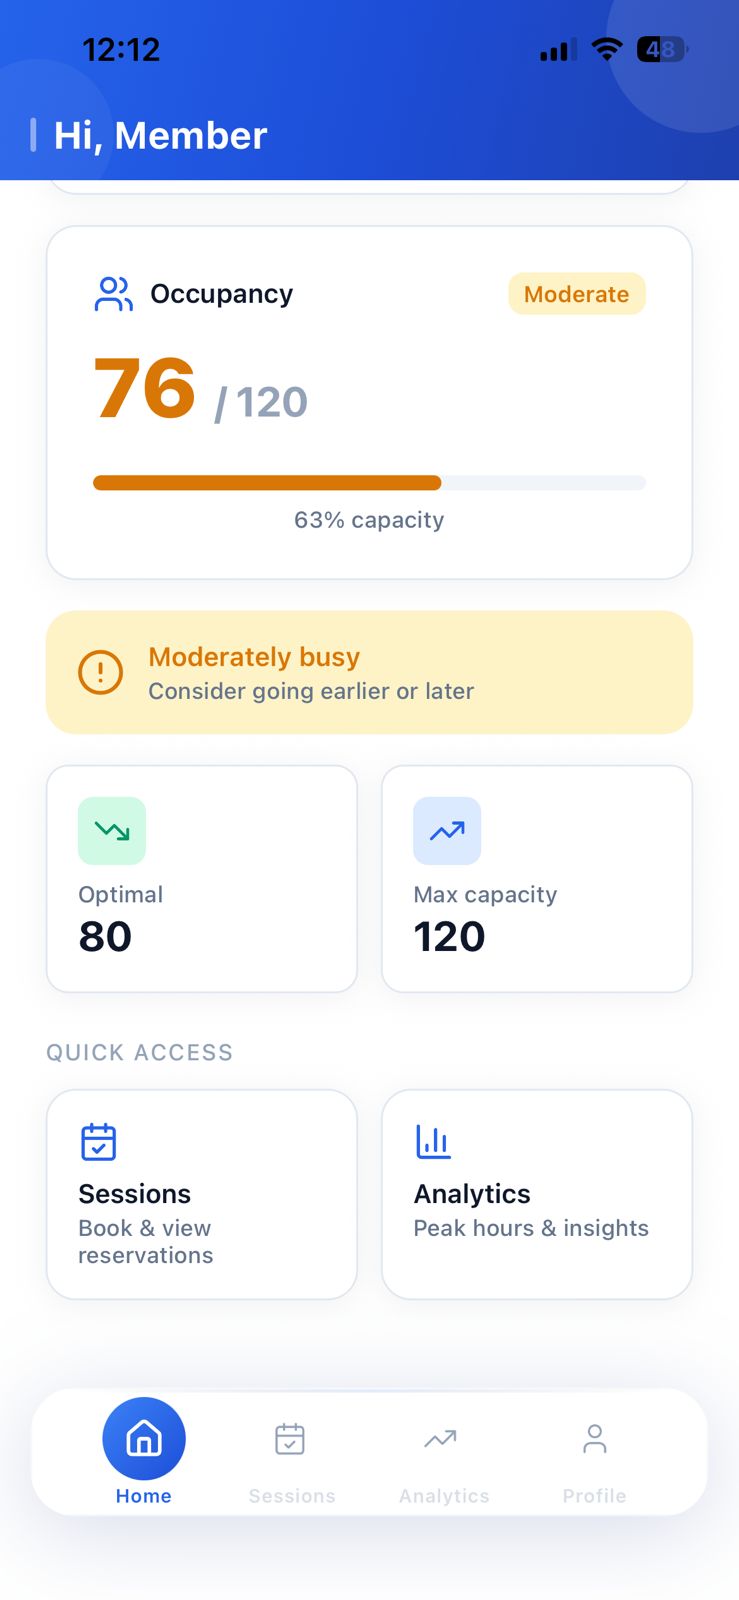 12:12
48
Hi, Member
Occupancy
Moderate
76 / 120
63% capacity
Moderately busy
Consider going earlier or later
Optimal
80
Max capacity
120
QUICK ACCESS
Sessions
Book & view
reservations
Analytics
Peak hours & insights
Home
Sessions
Analytics
Profile